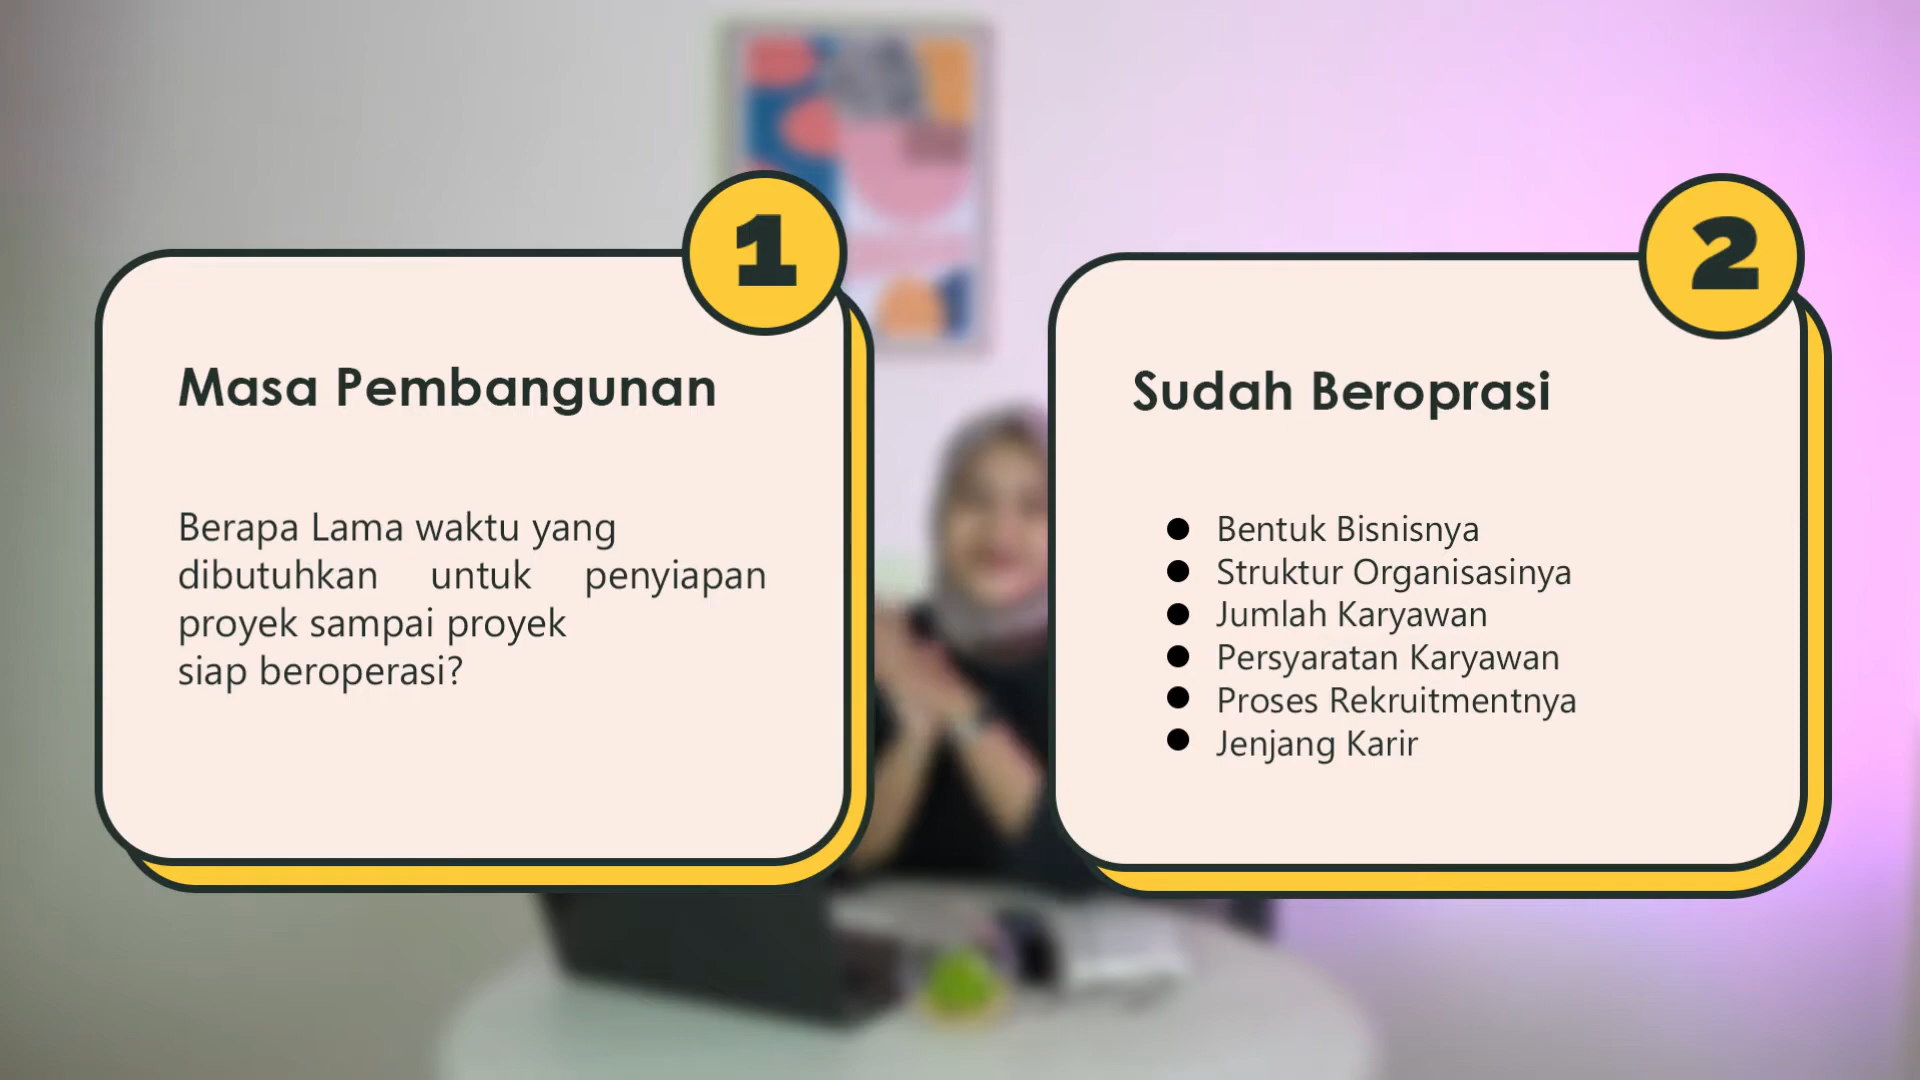 1
Masa Pembangunan
Berapa Lama waktu yang
dibutuhkan untuk penyiapan
proyek sampai proyek
siap beroperasi?
2
Sudah Beroprasi
● Bentuk Bisnisnya
● Struktur Organisasinya
● Jumlah Karyawan
● Persyaratan Karyawan
● Proses Rekruitmentnya
● Jenjang Karir